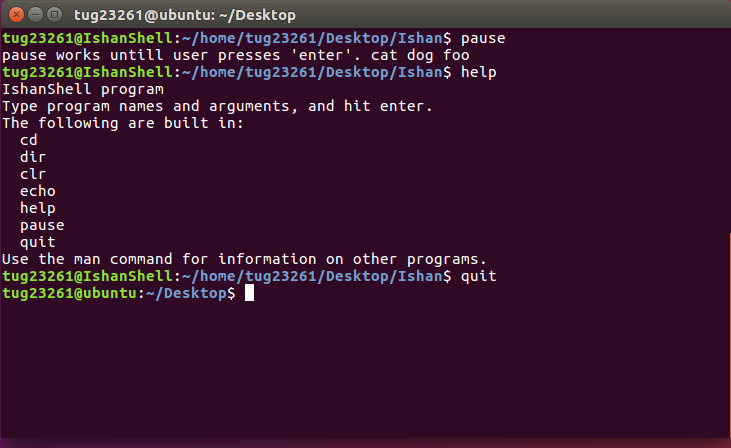 tug23261@ubuntu: ~/Desktop
tug23261@IshanShell:~/home/tug23261/Desktop/Ishan$ pause
pause works untill user presses 'enter'. cat dog foo
tug23261@IshanShell:~/home/tug23261/Desktop/Ishan$ help
IshanShell program
Type program names and arguments, and hit enter.
The following are built in:
  cd
  dir
  clr
  echo
  help
  pause
  quit
Use the man command for information on other programs.
tug23261@IshanShell:~/home/tug23261/Desktop/Ishan$ quit
tug23261@ubuntu:~/Desktop$